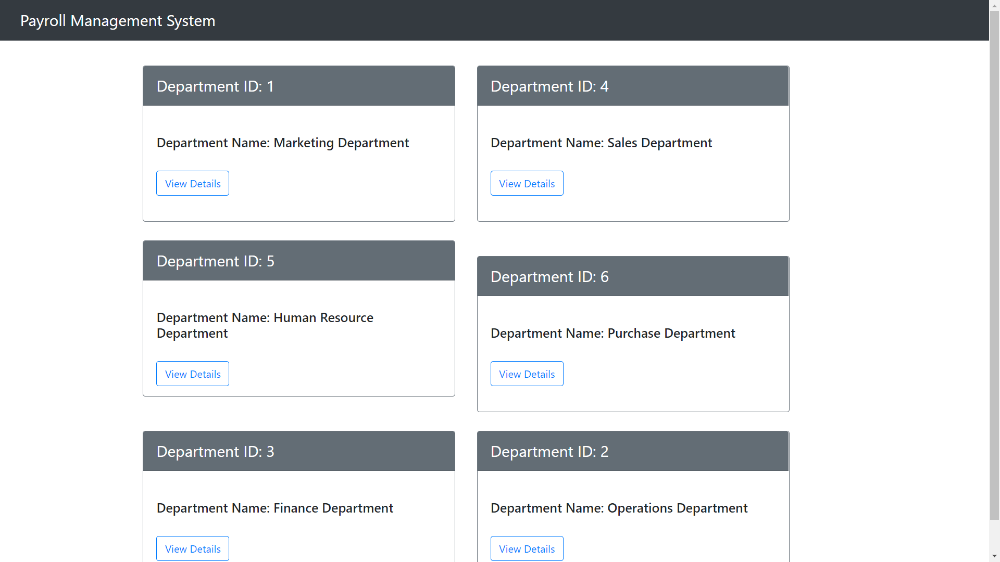 Payroll Management System
Department ID: 1
Department Name: Marketing Department
View Details
Department ID: 4
Department Name: Sales Department
View Details
Department ID: 5
Department Name: Human Resource
Department
View Details
Department ID: 6
Department Name: Purchase Department
View Details
Department ID: 3
Department Name: Finance Department
View Details
Department ID: 2
Department Name: Operations Department
View Details